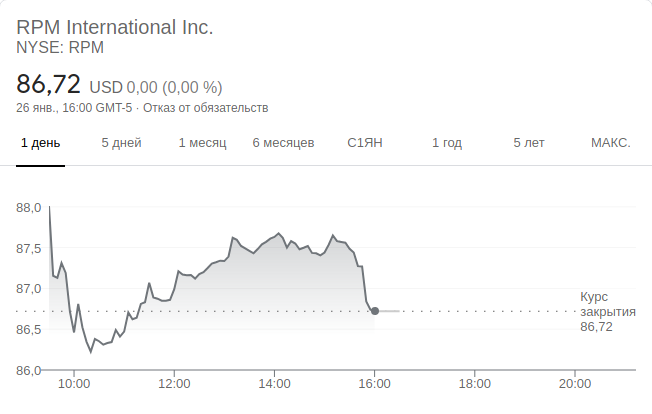 RPM International Inc.
NYSE: RPM
86,72 USD 0,00 (0,00 %)
26 янв., 16:00 GMT-5 · Отказ от обязательств
1 день 5 дней 1 месяц 6 месяцев С1ЯН 1 год 5 лет МАКС.
88,0
87,5
87,0
Курс
закрытия
86,72
86,5
86,0
10:00 12:00 14:00 16:00 18:00 20:00